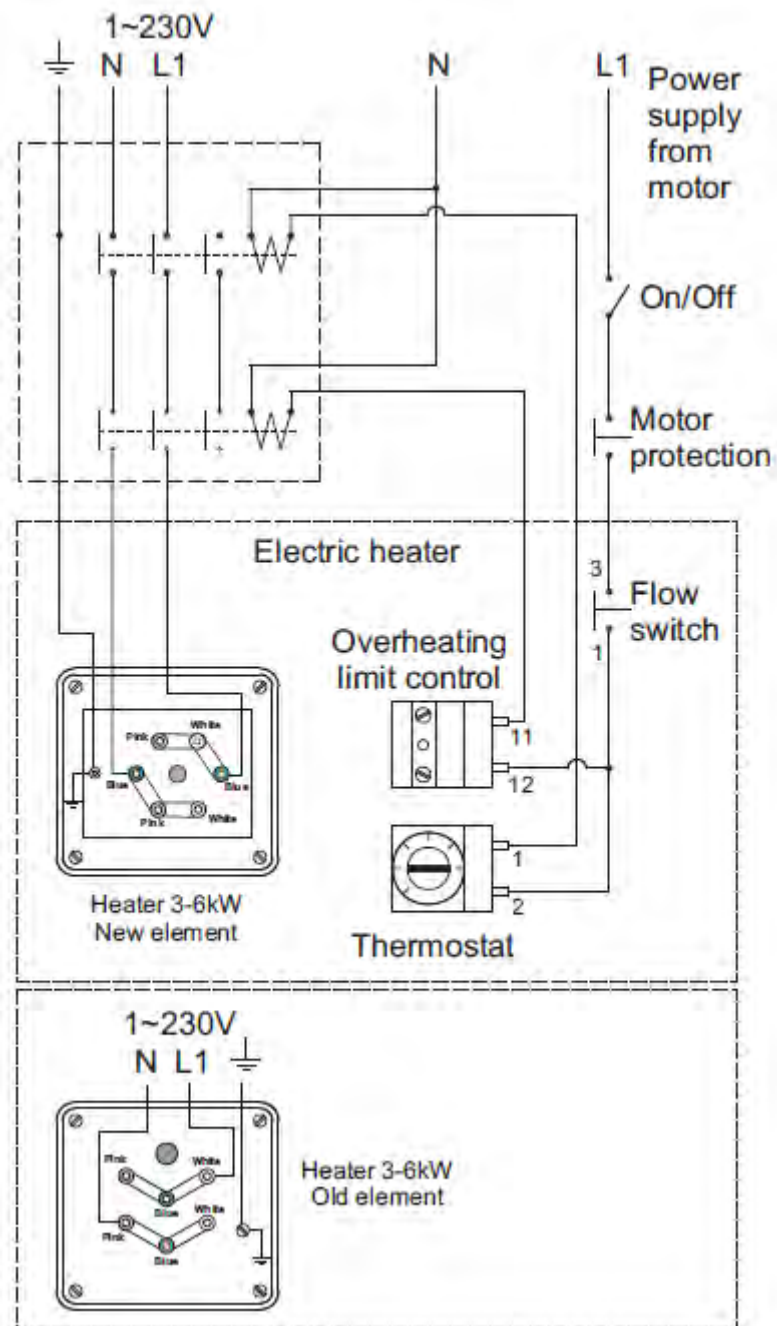 1~230V
N L1
N
L1
Power
supply
from
motor
On/Off
Motor
protection
Electric heater
3
Flow
switch
1
Overheating
limit control
11
12
White
Pink
Blue
Blue
Pink
White
1
2
Heater 3-6kW
New element
Thermostat
1~230V
N L1
Pink
White
Blue
White
Pink
Blue
Heater 3-6kW
Old element